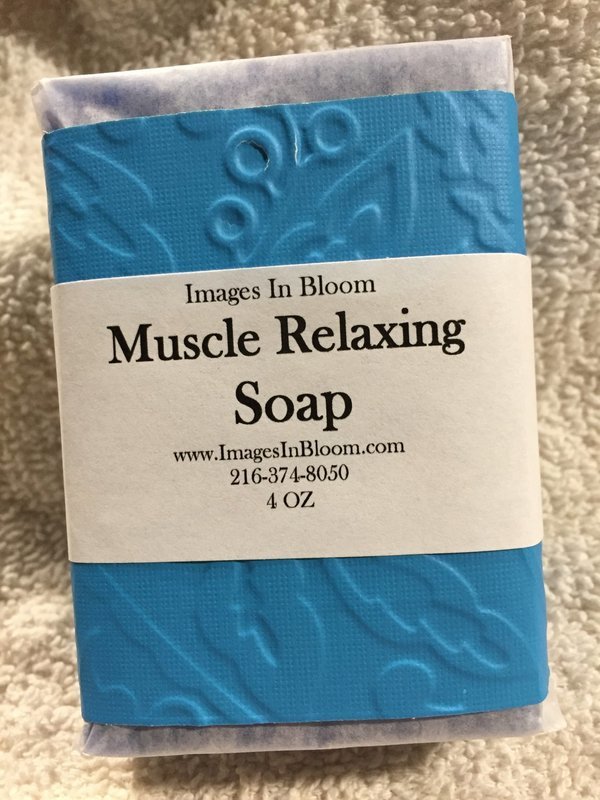 Images In Bloom
Muscle Relaxing
Soap
www.ImagesInBloom.com
216-374-8050
4 OZ